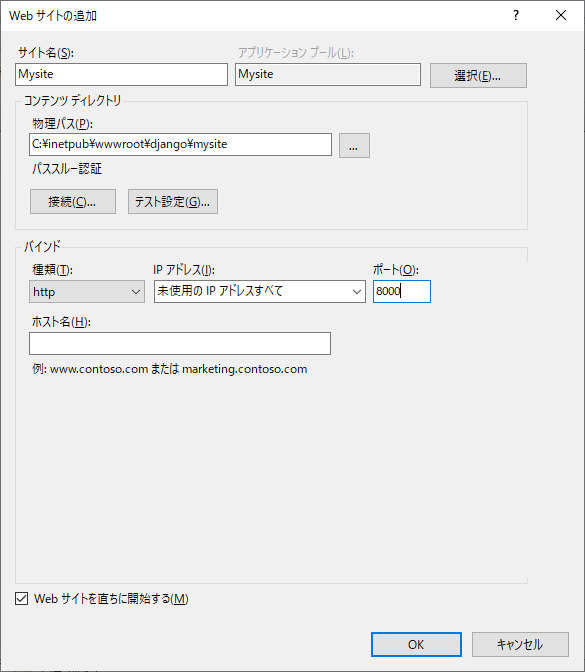 Web サイトの追加
?
サイト名(S):
アプリケーション プール(L):
Mysite
Mysite
選択(E)...
コンテンツ ディレクトリ
物理パス(P):
C:¥inetpub¥wwwroot¥django¥mysite
...
パススルー認証
接続(C)...
テスト設定(G)...
バインド
種類(T):
IP アドレス(I):
ポート(O):
http
未使用の IP アドレスすべて
8000
ホスト名(H):
例: www.contoso.com または marketing.contoso.com
Web サイトを直ちに開始する(M)
OK
キャンセル